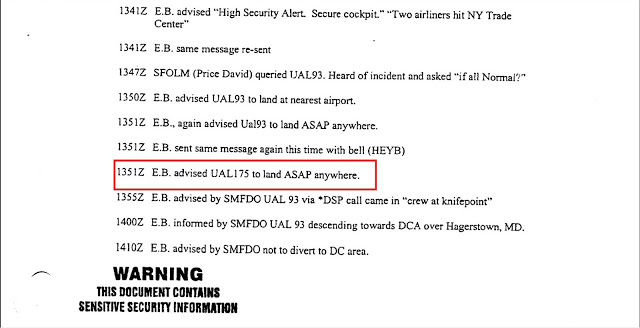 1341Z E.B. advised “High Security Alert. Secure cockpit.” “Two airliners hit NY Trade
Center”
1341Z E.B. same message re-sent
1347Z SFOLM (Price David) queried UAL93. Heard of incident and asked “if all Normal?”
1350Z E.B. advised UAL93 to land at nearest airport.
1351Z E.B., again advised Ual93 to land ASAP anywhere.
1351Z E.B. sent same message again this time with bell (HEYB)
1351Z E.B. advised UAL175 to land ASAP anywhere.
1355Z E.B. advised by SMFDO UAL 93 via *DSP call came in “crew at knifepoint”
1400Z E.B. informed by SMFDO UAL 93 descending towards DCA over Hagerstown, MD.
1410Z E.B. advised by SMFDO not to divert to DC area.
WARNING
THIS DOCUMENT CONTAINS
SENSITIVE SECURITY INFORMATION